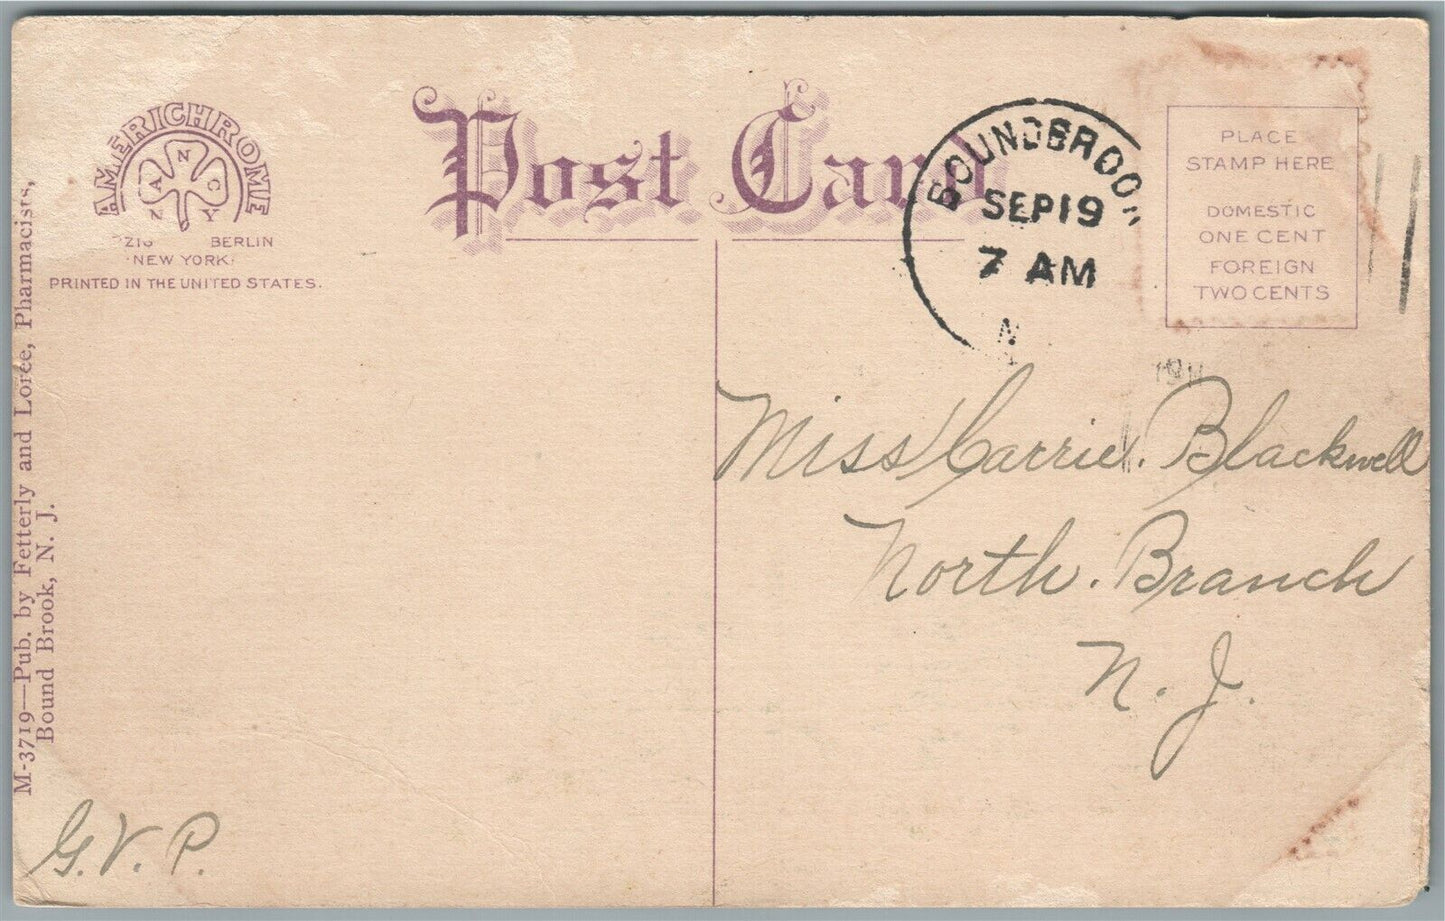 AMERICHROME
A N C
N Y
BERLIN
NEW YORK.
PRINTED IN THE UNITED STATES.
Post Card
BOUNDBROOK
SEP 19
7 AM
N
PLACE
STAMP HERE
DOMESTIC
ONE CENT
FOREIGN
TWO CENTS
Miss Carrie. Blackwell
North. Branch
N. J.
M-3719—Pub. by Fetterly and Loree, Pharmacists,
Bound Brook, N. J.
G. V. P.